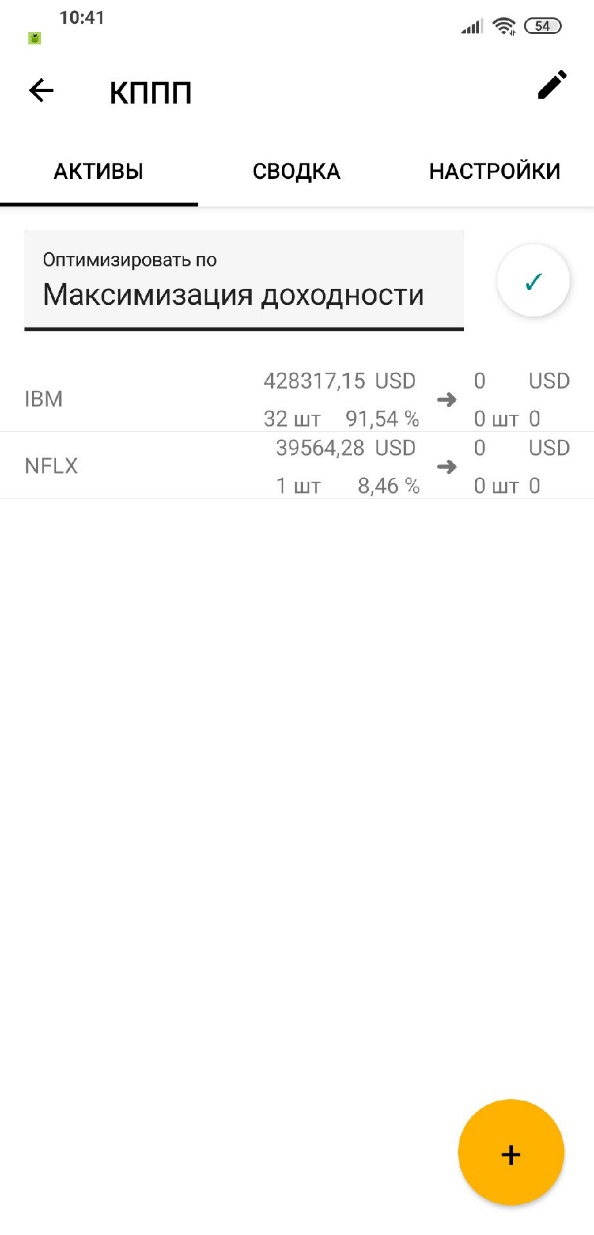 10:41
54
КППП
АКТИВЫ СВОДКА НАСТРОЙКИ
Оптимизировать по
Максимизация доходности
✓
428317,15 USD 0 USD
IBM ➔
32 шт 91,54 % 0 шт 0
39564,28 USD 0 USD
NFLX ➔
1 шт 8,46 % 0 шт 0
+